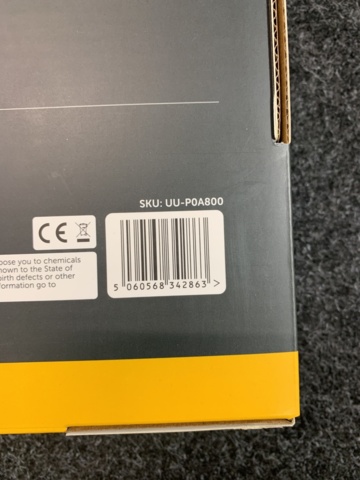 SKU: UU-P0A800
CE
5 060568 342863 >
pose you to chemicals
nown to the State of
birth defects or other
formation go to